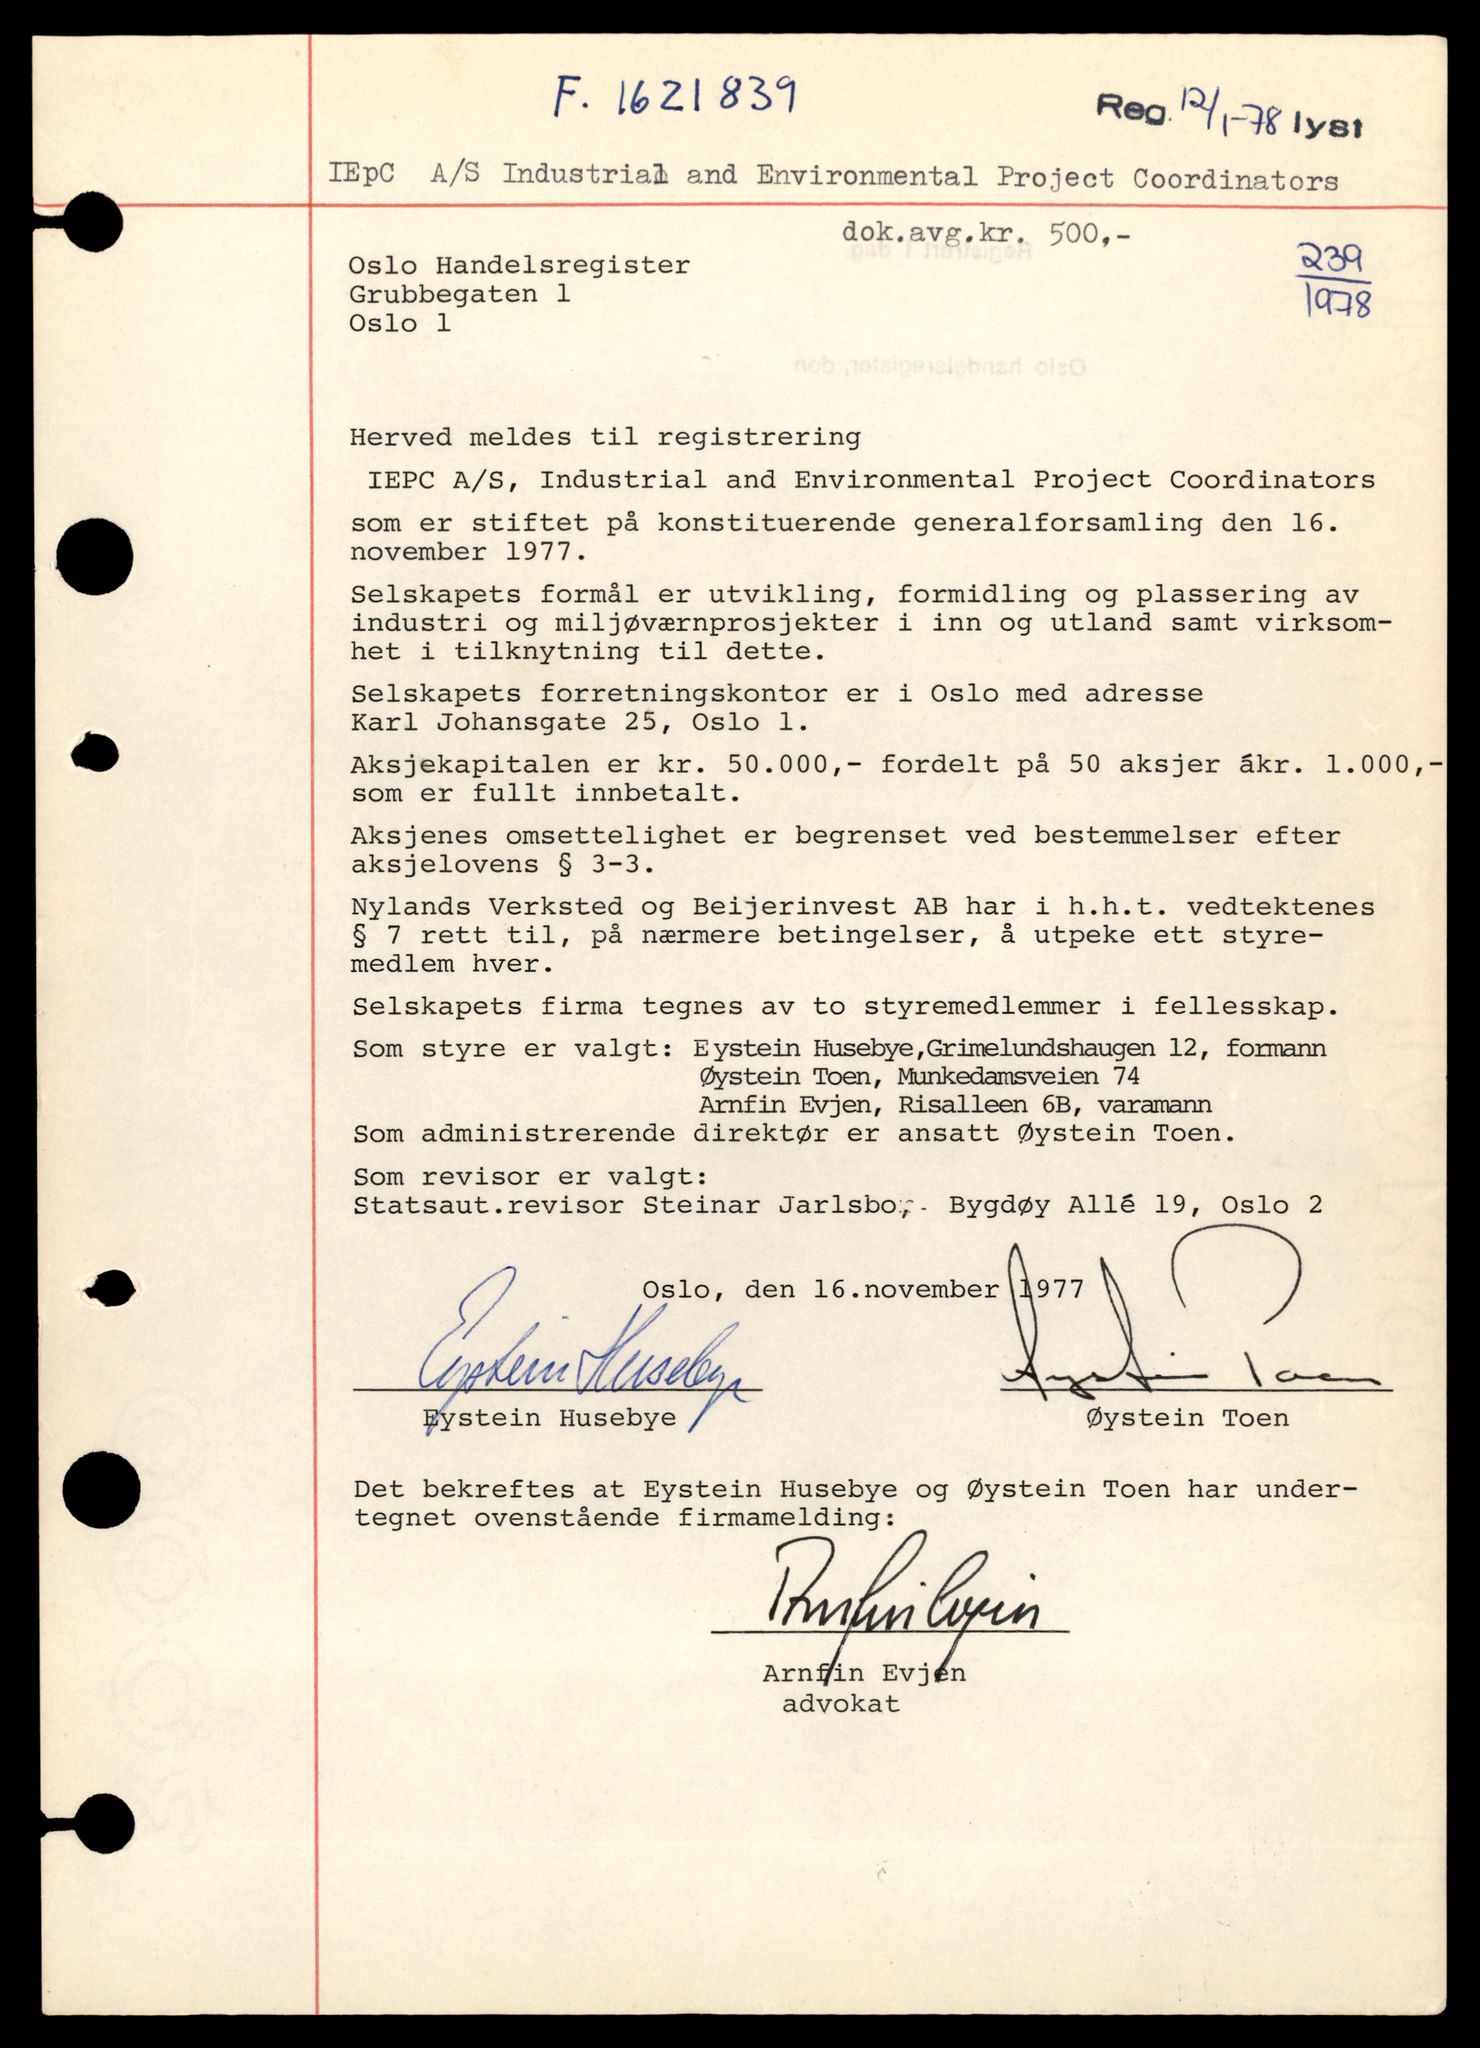 F. 1621839
Reg. 12/1-78 lyst
IEpC A/S Industrial and Environmental Project Coordinators
dok.avg.kr. 500,-
Registrert i dag
239
1978
Oslo Handelsregister
Grubbegaten 1
Oslo 1
Oslo handelsregister, den
Herved meldes til registrering
IEPC A/S, Industrial and Environmental Project Coordinators
som er stiftet på konstituerende generalforsamling den 16.
november 1977.
Selskapets formål er utvikling, formidling og plassering av
industri og miljøværnprosjekter i inn og utland samt virksom-
het i tilknytning til dette.
Selskapets forretningskontor er i Oslo med adresse
Karl Johansgate 25, Oslo 1.
Aksjekapitalen er kr. 50.000,- fordelt på 50 aksjer ákr. 1.000,-
som er fullt innbetalt.
Aksjenes omsettelighet er begrenset ved bestemmelser efter
aksjelovens § 3-3.
Nylands Verksted og Beijerinvest AB har i h.h.t. vedtektenes
§ 7 rett til, på nærmere betingelser, å utpeke ett styre-
medlem hver.
Selskapets firma tegnes av to styremedlemmer i fellesskap.
Som styre er valgt: Eystein Husebye,Grimelundshaugen 12, formann
Øystein Toen, Munkedamsveien 74
Arnfin Evjen, Risalleen 6B, varamann
Som administrerende direktør er ansatt Øystein Toen.
Som revisor er valgt:
Statsaut.revisor Steinar Jarlsbo, Bygdøy Allé 19, Oslo 2
Oslo, den 16.november 1977
Eystein Husebye
Øystein Toen
Eystein Husebye
Øystein Toen
Det bekreftes at Eystein Husebye og Øystein Toen har under-
tegnet ovenstående firmamelding:
Arnfin Evjen
Arnfin Evjen
advokat